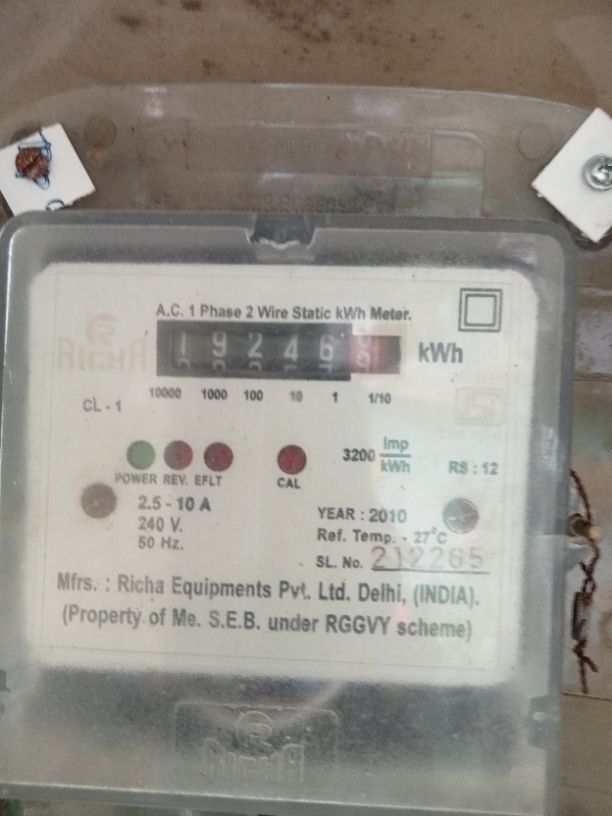 A.C. 1 Phase 2 Wire Static kWh Meter.
RICHA
1 9 2 4 6 kWh
10000 1000 100 10 1 1/10
CL - 1
ISI
3200 Imp/kWh
RS : 12
POWER REV. EFLT
CAL
2.5 - 10 A
240 V.
50 Hz.
YEAR : 2010
Ref. Temp. - 27°C
SL. No. 212265
Mfrs. : Richa Equipments Pvt. Ltd. Delhi, (INDIA).
(Property of Me. S.E.B. under RGGVY scheme)
RICHA